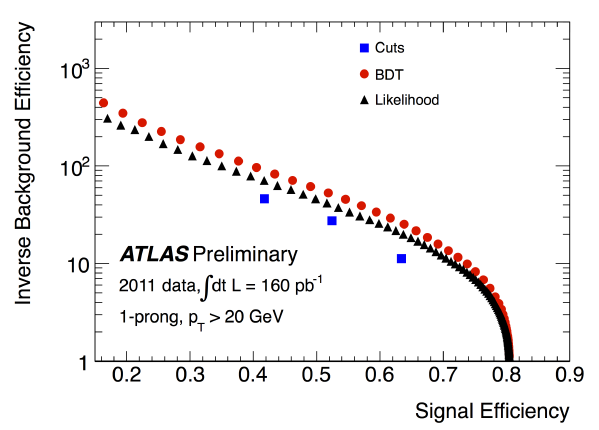 Inverse Background Efficiency
10³
10²
10
1
Cuts
BDT
Likelihood
ATLAS Preliminary
2011 data, ∫dt L = 160 pb⁻¹
1-prong, p_T > 20 GeV
0.2 0.3 0.4 0.5 0.6 0.7 0.8 0.9
Signal Efficiency